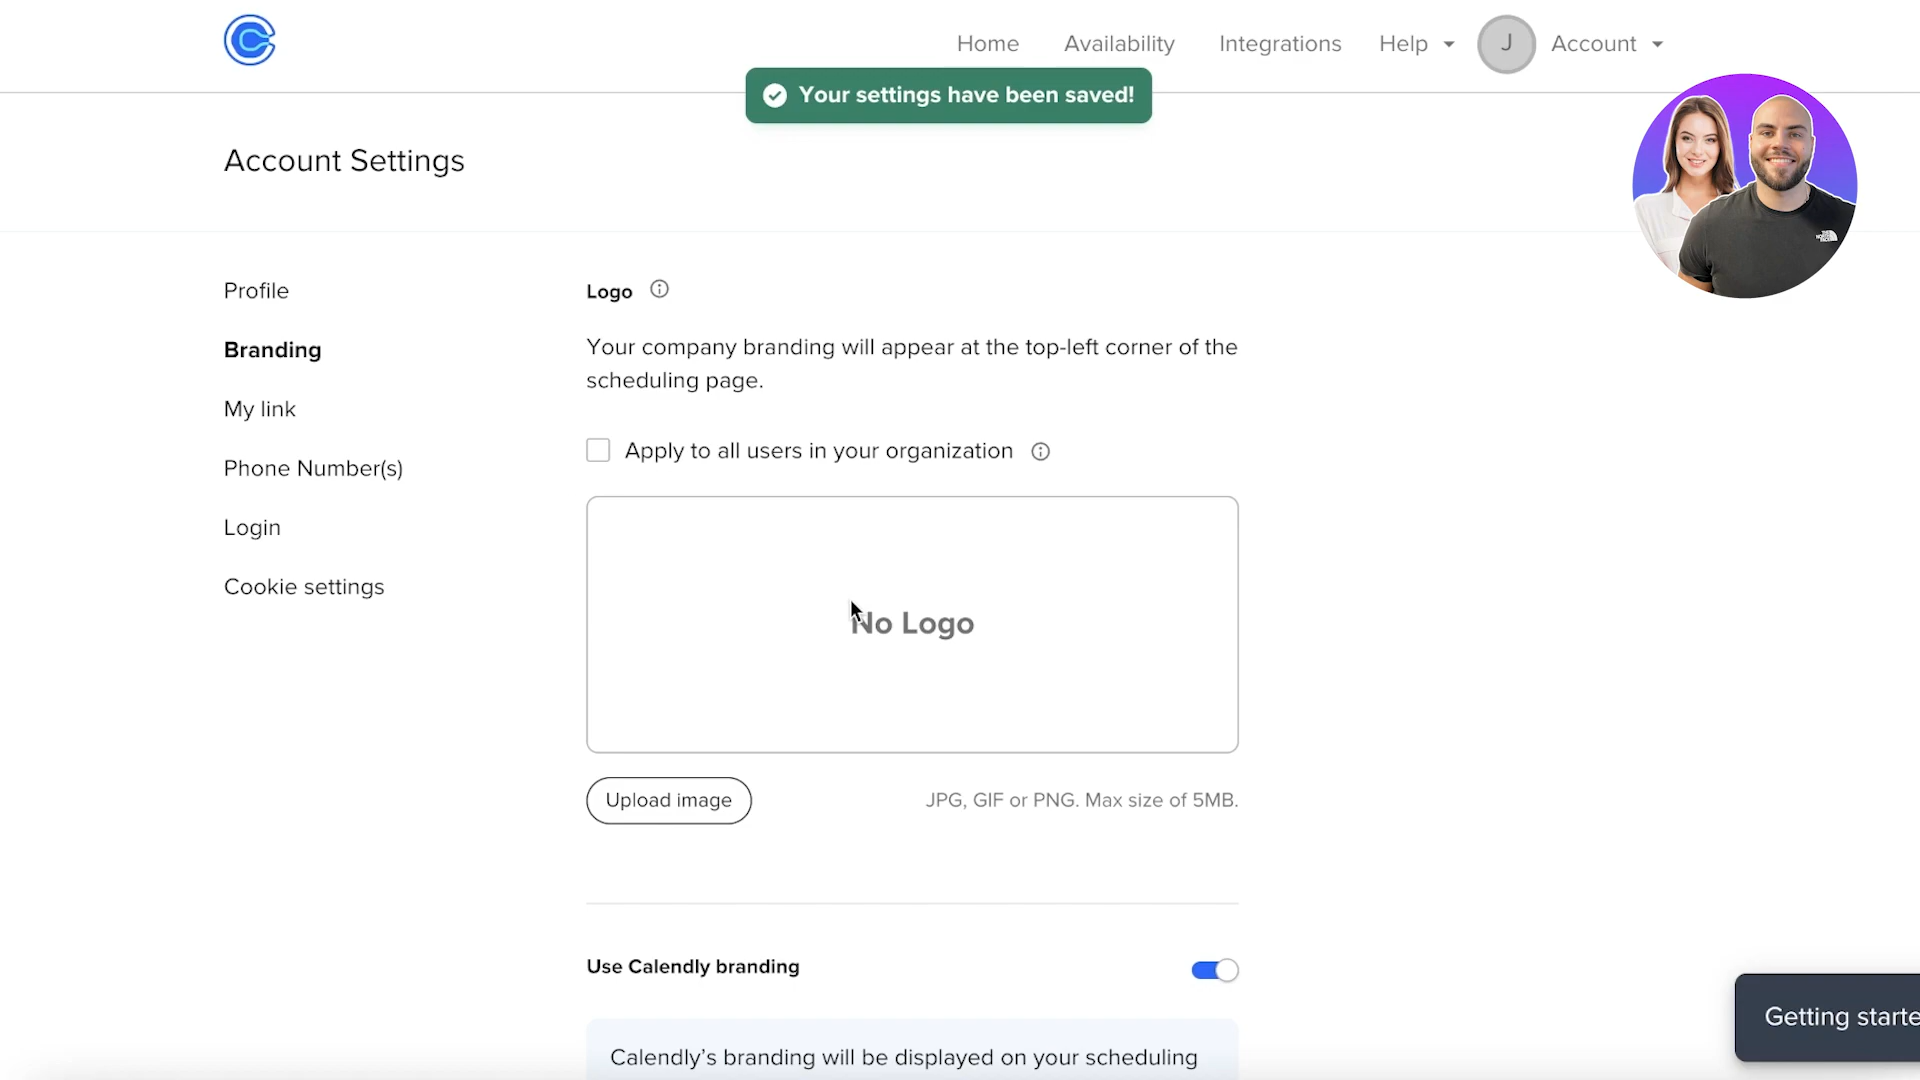 Home Availability Integrations Help J Account
Your settings have been saved!
Account Settings
Profile
Branding
My link
Phone Number(s)
Login
Cookie settings
Logo
Your company branding will appear at the top-left corner of the
scheduling page.
Apply to all users in your organization
No Logo
Upload image
JPG, GIF or PNG. Max size of 5MB.
Use Calendly branding
Calendly’s branding will be displayed on your scheduling
Getting starte